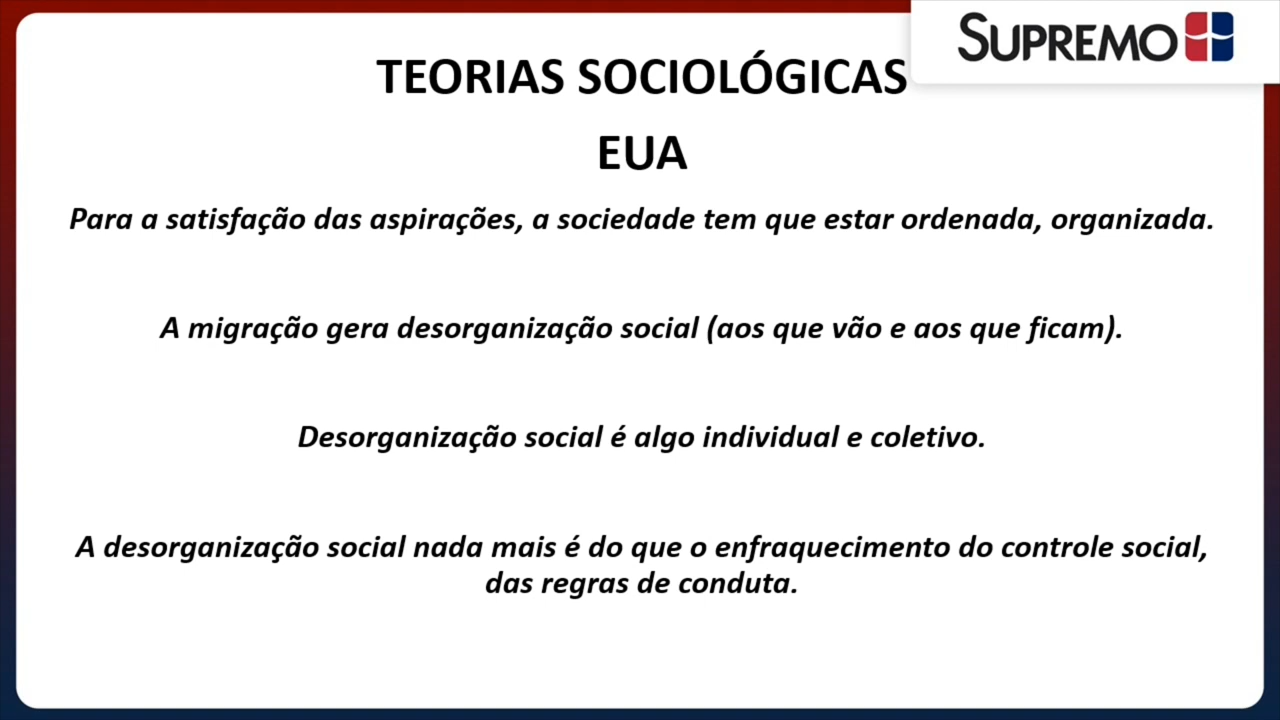 SUPREMO
TEORIAS SOCIOLÓGICAS
EUA
Para a satisfação das aspirações, a sociedade tem que estar ordenada, organizada.
A migração gera desorganização social (aos que vão e aos que ficam).
Desorganização social é algo individual e coletivo.
A desorganização social nada mais é do que o enfraquecimento do controle social,
das regras de conduta.